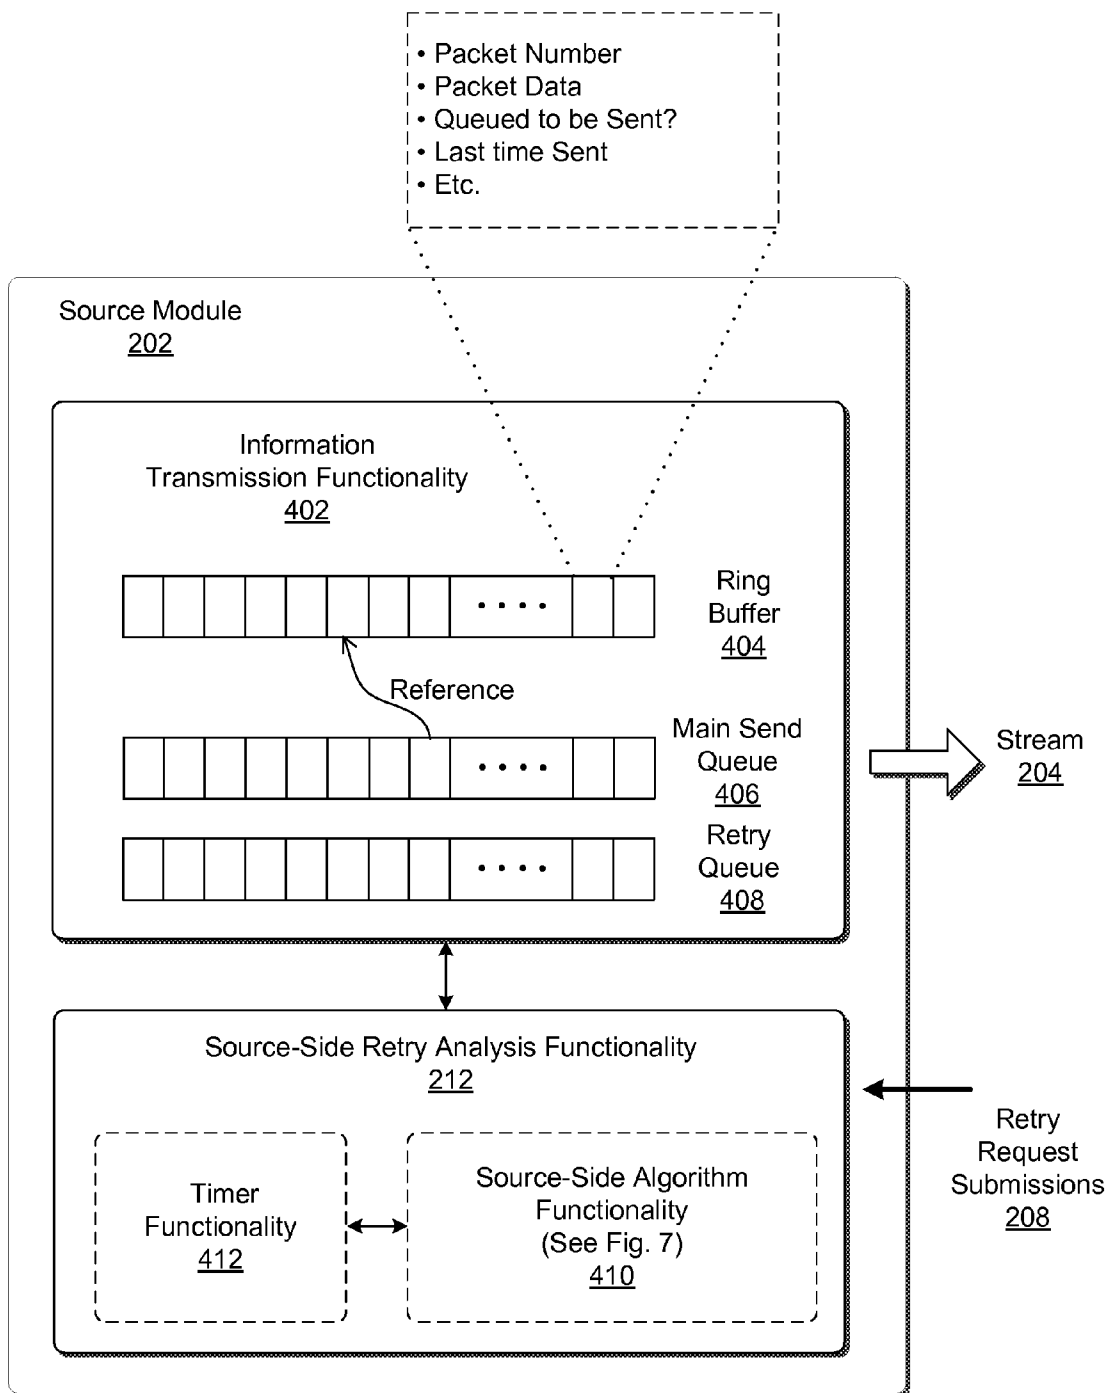 • Packet Number
• Packet Data
• Queued to be Sent?
• Last time Sent
• Etc.
Source Module
202
Information
Transmission Functionality
402
Ring
Buffer
404
Reference
Main Send
Queue
406
Stream
204
Retry
Queue
408
Source-Side Retry Analysis Functionality
212
Retry
Request
Submissions
208
Timer
Functionality
412
Source-Side Algorithm
Functionality
(See Fig. 7)
410